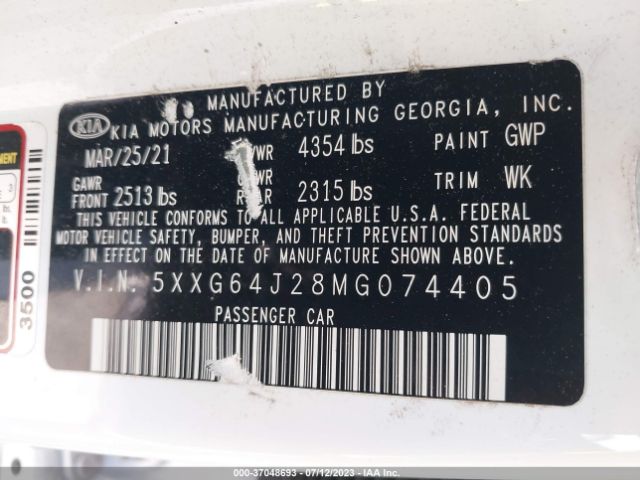 MANUFACTURED BY
KIA KIA MOTORS MANUFACTURING GEORGIA, INC.
MAR/25/21 4354 lbs PAINT GWP
GAWR
FRONT 2513 lbs 2315 lbs TRIM WK
THIS VEHICLE CONFORMS TO ALL APPLICABLE U.S.A. FEDERAL
MOTOR VEHICLE SAFETY, BUMPER, AND THEFT PREVENTION
STANDARDS IN EFFECT ON THE DATE OF
MANUFACTURE SHOWN ABOVE.
V.I.N. 5XXG64J28MG074405
PASSENGER CAR
3500
000-37048693 / 07/12/2023 - IAA Inc.